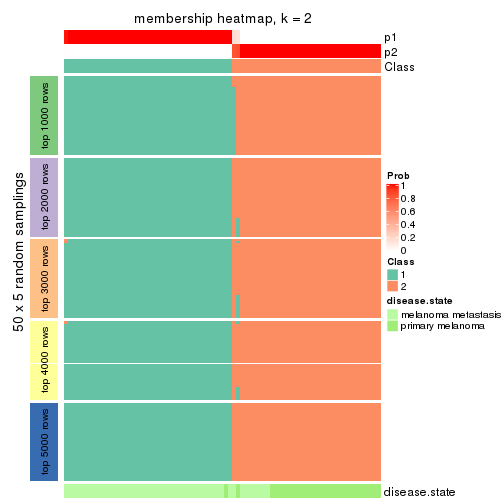 membership heatmap, k = 2
p1
p2
Class
50 x 5 random samplings
top 1000 rows
top 2000 rows
top 3000 rows
top 4000 rows
top 5000 rows
Prob
1
0.8
0.6
0.4
0.2
0
Class
1
2
disease.state
melanoma metastasis
primary melanoma
disease.state